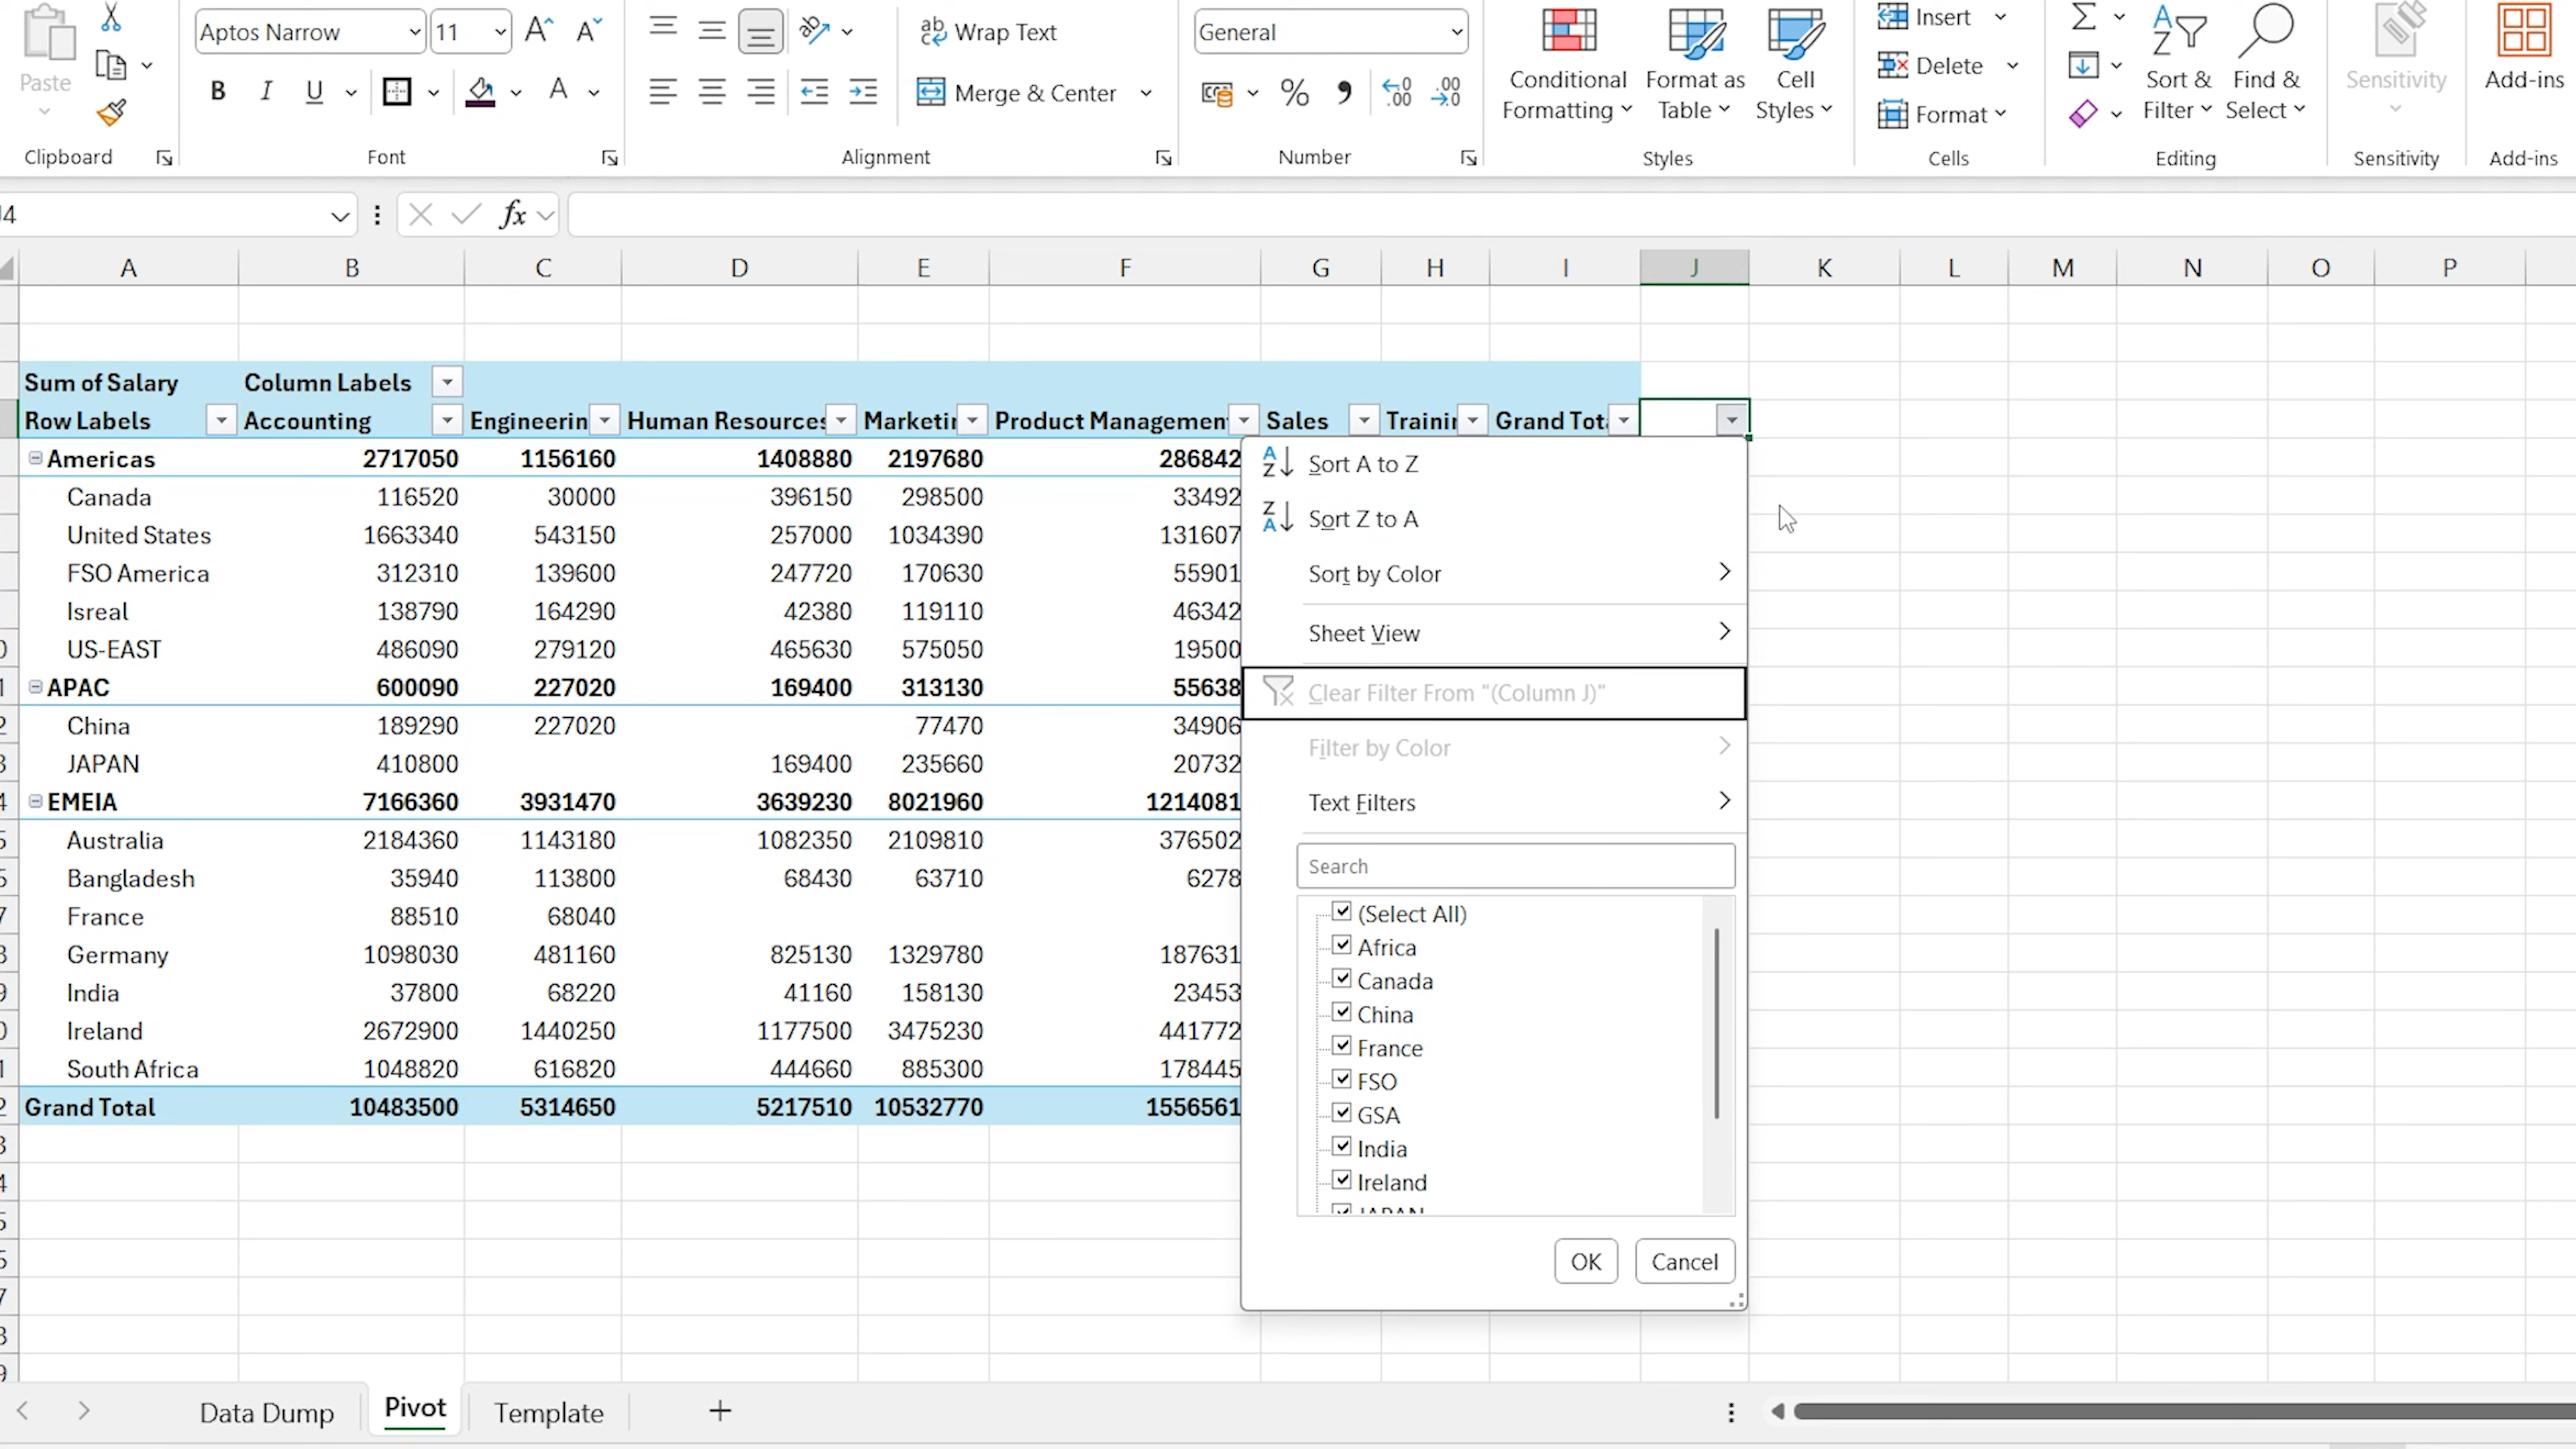 Aptos Narrow 11 ab Wrap Text General Insert
Paste B I U A Merge & Center % Conditional Formatting Format as Table Cell Styles Delete Sort & Filter Find & Select Sensitivity Add-ins
Format
Clipboard Font Alignment Number Styles Cells Editing Sensitivity Add-ins
fx
A B C D E F G H I J K L M N O P
Sum of Salary Column Labels
Row Labels Accounting Engineerin Human Resources Marketi Product Managemen Sales Traini Grand Tot
Americas 2717050 1156160 1408880 2197680 286842
Canada 116520 30000 396150 298500 33492
United States 1663340 543150 257000 1034390 131607
FSO America 312310 139600 247720 170630 55901
Isreal 138790 164290 42380 119110 46342
US-EAST 486090 279120 465630 575050 19500
APAC 600090 227020 169400 313130 55638
China 189290 227020 77470 34906
JAPAN 410800 169400 235660 20732
EMEIA 7166360 3931470 3639230 8021960 1214081
Australia 2184360 1143180 1082350 2109810 376502
Bangladesh 35940 113800 68430 63710 6278
France 88510 68040
Germany 1098030 481160 825130 1329780 187631
India 37800 68220 41160 158130 23453
Ireland 2672900 1440250 1177500 3475230 441772
South Africa 1048820 616820 444660 885300 178445
Grand Total 10483500 5314650 5217510 10532770 1556561
Sort A to Z
Sort Z to A
Sort by Color
Sheet View
Clear Filter From "(Column J)"
Filter by Color
Text Filters
Search
(Select All)
Africa
Canada
China
France
FSO
GSA
India
Ireland
JAPAN
OK Cancel
Data Dump Pivot Template